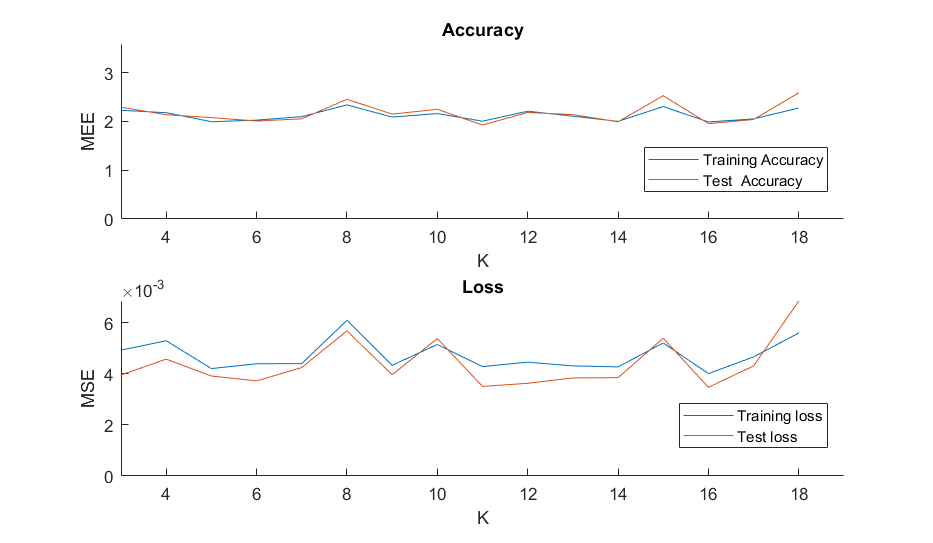 Accuracy
3
2
1
0
MEE
4 6 8 10 12 14 16 18
K
Training Accuracy
Test  Accuracy
Loss
×10-3
6
4
2
0
MSE
4 6 8 10 12 14 16 18
K
Training loss
Test loss